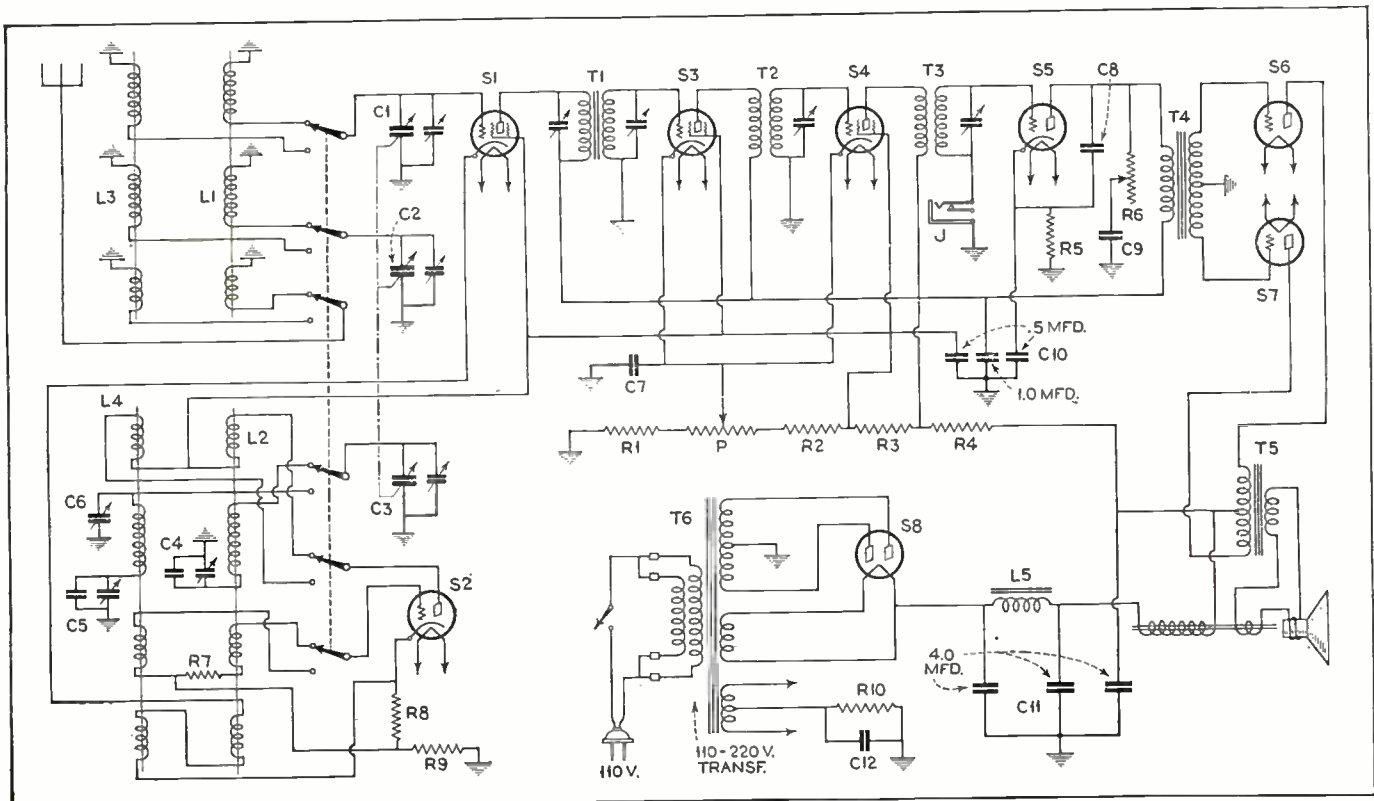 S1
T1
S3
T2
S4
T3
S5
C8
S6
C1
T4
L3
L1
C2
R6
J
R5
C9
S7
C7
.5 MFD.
C10
1.0 MFD.
L4
L2
R1
P
R2
R3
R4
T5
C6
C3
T6
S8
C4
S2
L5
C5
R7
4.0
MFD.
R8
R10
C11
R9
110 V.
110-220 V.
TRANSF.
C12